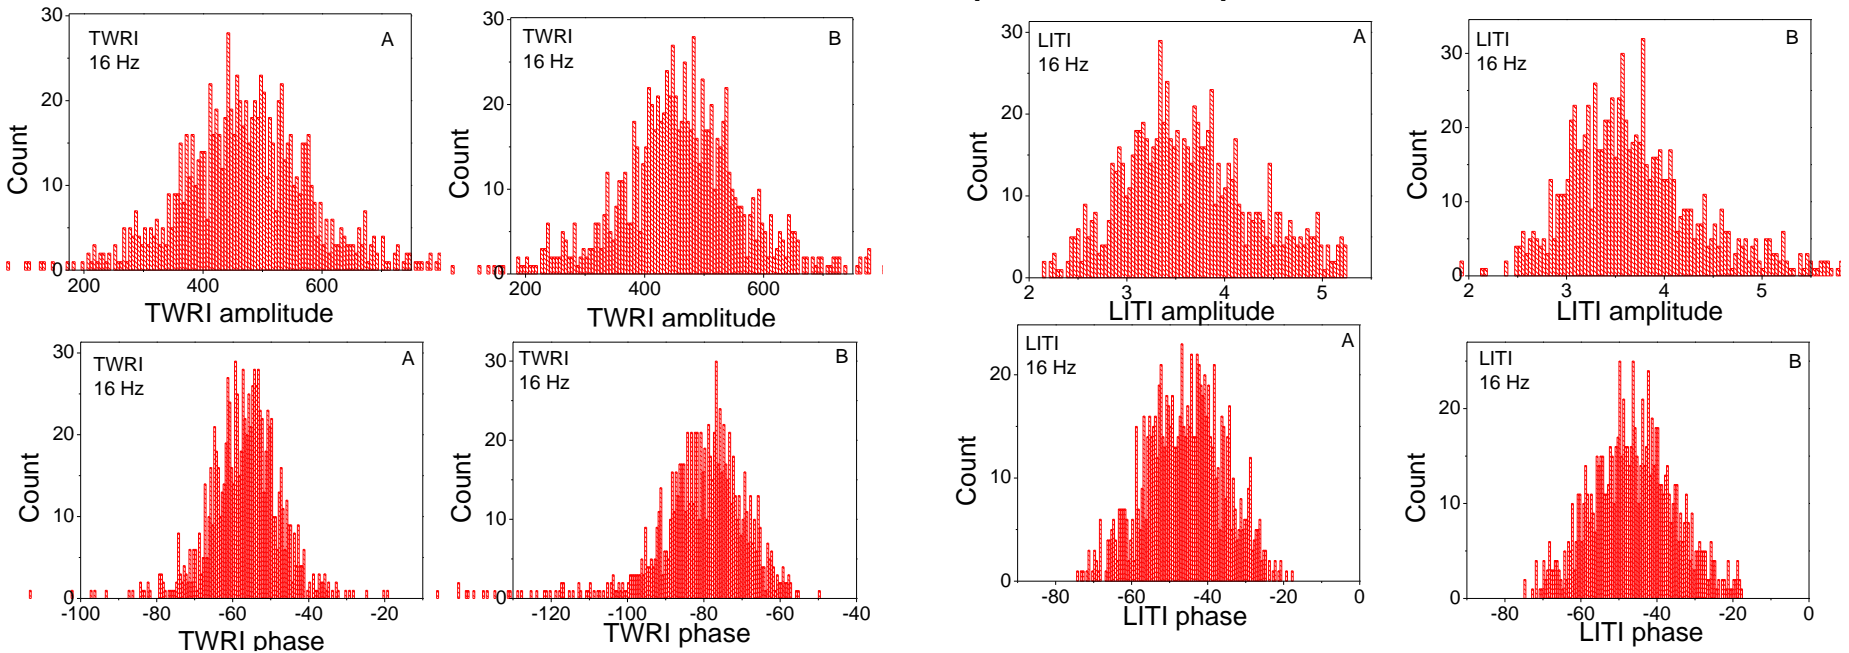 TWRI
16 Hz
A
Count
30
20
10
0
200
400
600
TWRI amplitude
TWRI
16 Hz
B
Count
30
20
10
0
200
400
600
TWRI amplitude
LITI
16 Hz
A
Count
30
20
10
0
2
3
4
5
LITI amplitude
LITI
16 Hz
B
Count
30
20
10
0
2
3
4
5
LITI amplitude
TWRI
16 Hz
A
Count
30
20
10
0
-100
-80
-60
-40
-20
TWRI phase
TWRI
16 Hz
B
Count
30
20
10
0
-120
-100
-80
-60
-40
TWRI phase
LITI
16 Hz
A
Count
20
10
0
-80
-60
-40
-20
0
LITI phase
LITI
16 Hz
B
Count
20
10
0
-80
-60
-40
-20
0
LITI phase